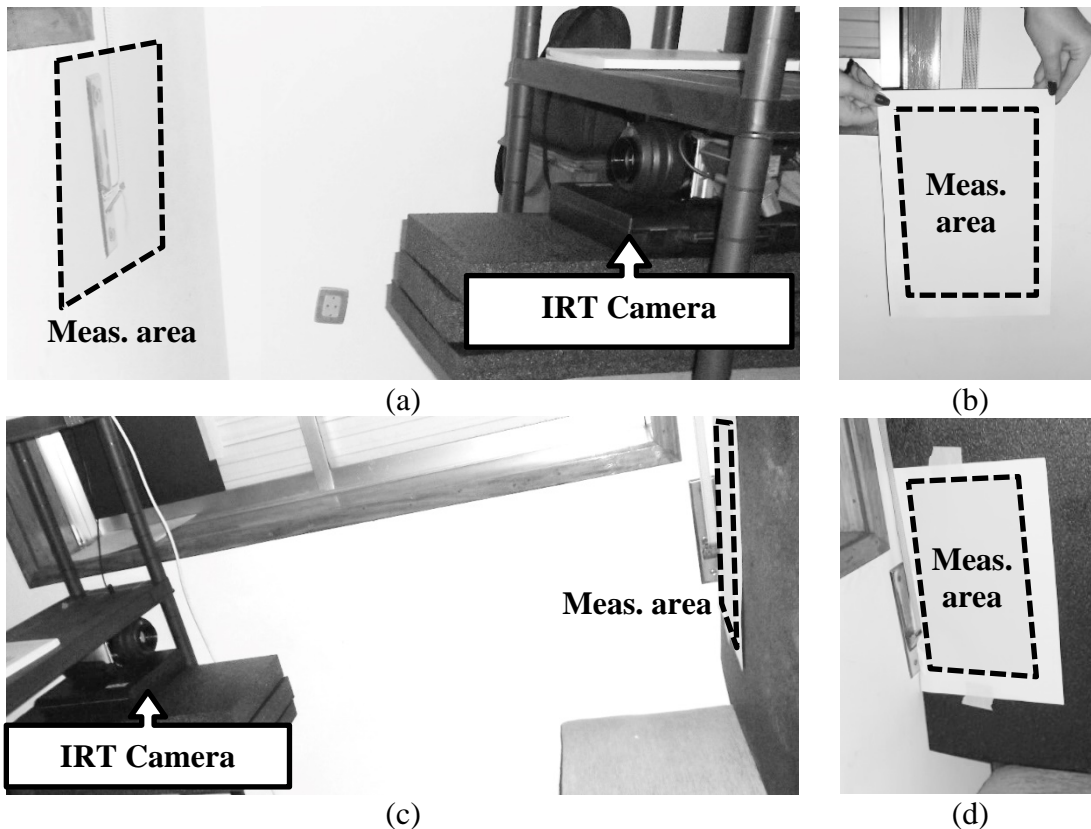 Meas. area
IRT Camera
(a)
Meas.
area
(b)
Meas. area
IRT Camera
(c)
Meas.
area
(d)